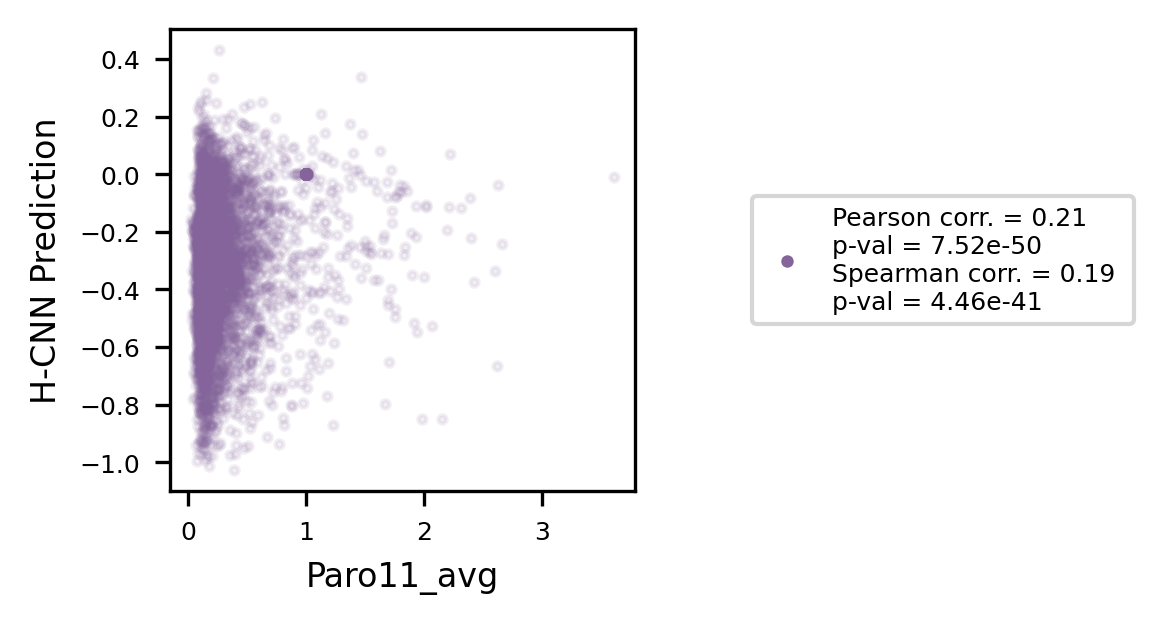 0.4
0.2
0.0
−0.2
−0.4
−0.6
−0.8
−1.0
H-CNN Prediction
0
1
2
3
Paro11_avg
Pearson corr. = 0.21
p-val = 7.52e-50
Spearman corr. = 0.19
p-val = 4.46e-41